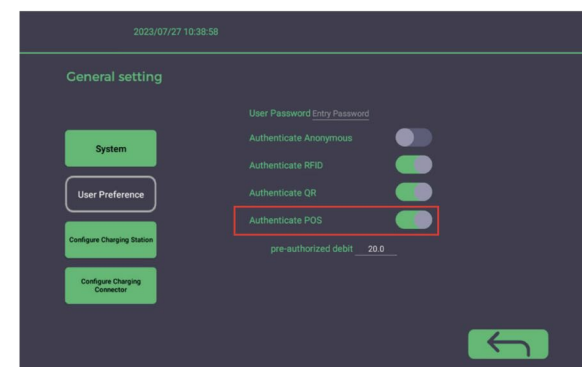 2023/07/27 10:38:58
General setting
User Password Entry Password
Authenticate Anonymous
System
Authenticate RFID
User Preference
Authenticate QR
Authenticate POS
Configure Charging Station
pre-authorized debit 20.0
Configure Charging
Connector